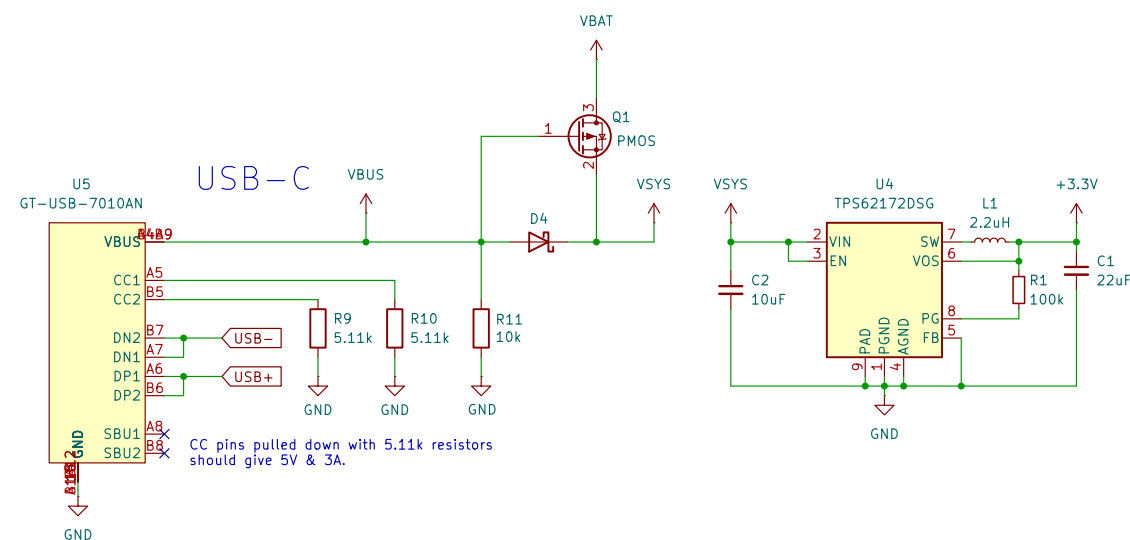 VBAT
3
Q1
1
PMOS
2
USB-C
VBUS
VSYS
D4
U5
GT-USB-7010AN
VBUS
CC1
A5
CC2
B5
DN2
B7
DN1
A7
DP1
A6
DP2
B6
SBU1
A8
SBU2
B8
GND
GND
USB-
USB+
R9
5.11k
R10
5.11k
R11
10k
GND
GND
GND
CC pins pulled down with 5.11k resistors
should give 5V & 3A.
VSYS
U4
TPS62172DSG
+3.3V
L1
2.2uH
2
VIN
SW
7
3
EN
VOS
6
C2
10uF
R1
100k
C1
22uF
PG
8
FB
5
PAD
PGND
AGND
9
1
4
GND